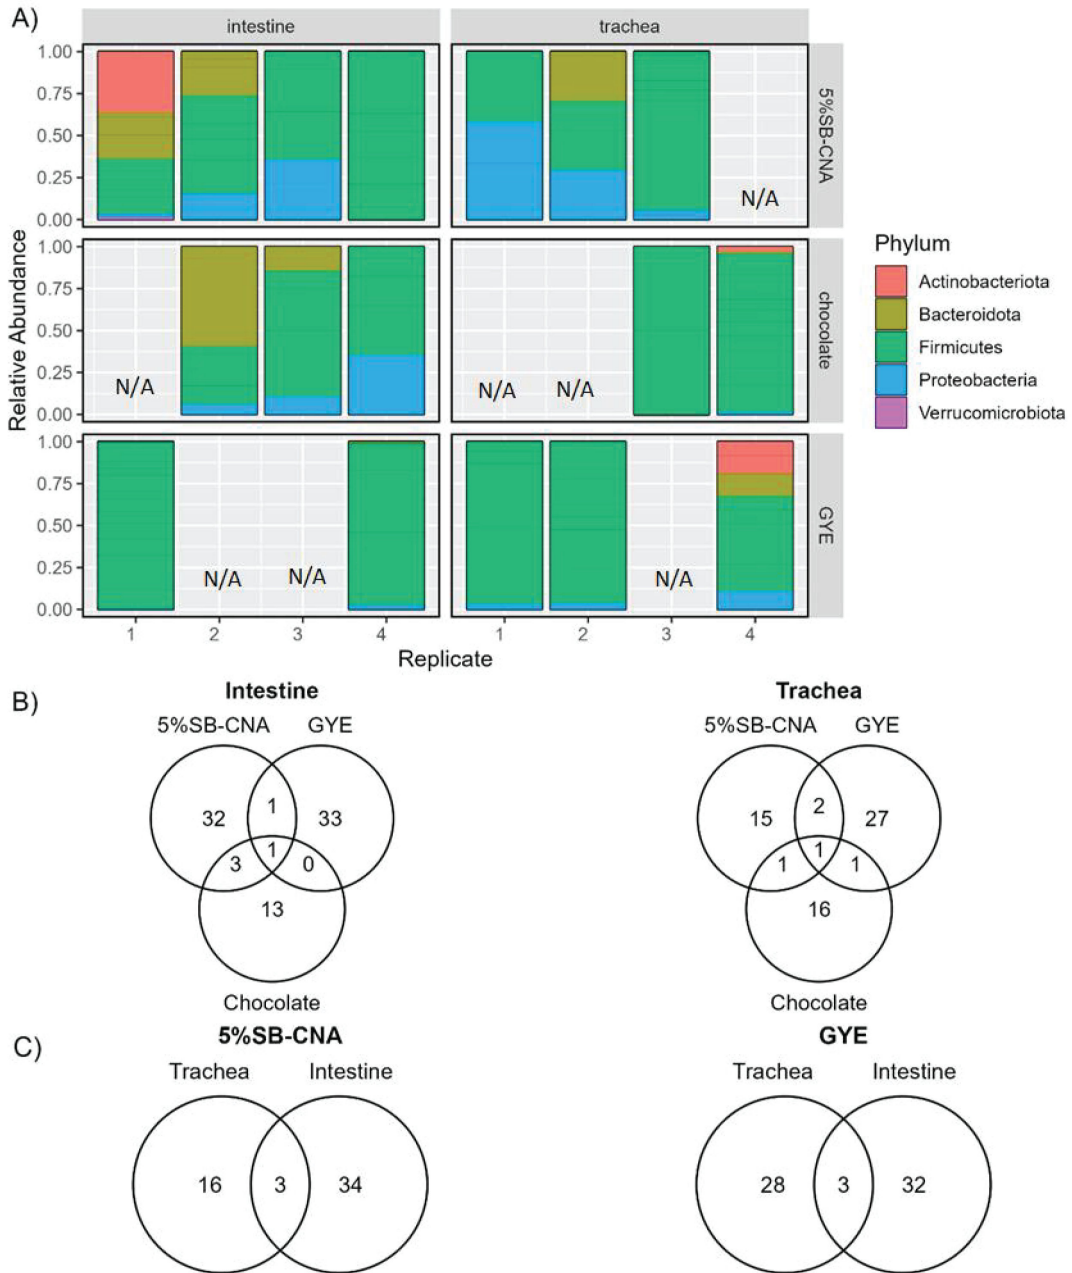 A)
intestine
trachea
1.00
0.75
0.50
0.25
0.00
N/A
5%SB-CNA
1.00
0.75
0.50
0.25
0.00
N/A
N/A
N/A
chocolate
1.00
0.75
0.50
0.25
0.00
N/A
N/A
N/A
GYE
1 2 3 4
1 2 3 4
Relative Abundance
Replicate
Phylum
Actinobacteriota
Bacteroidota
Firmicutes
Proteobacteria
Verrucomicrobiota
B)
Intestine
5%SB-CNA GYE
32 1 33
3 1 0
13
Chocolate
Trachea
5%SB-CNA GYE
15 2 27
1 1 1
16
Chocolate
C)
5%SB-CNA
Trachea Intestine
16 3 34
GYE
Trachea Intestine
28 3 32